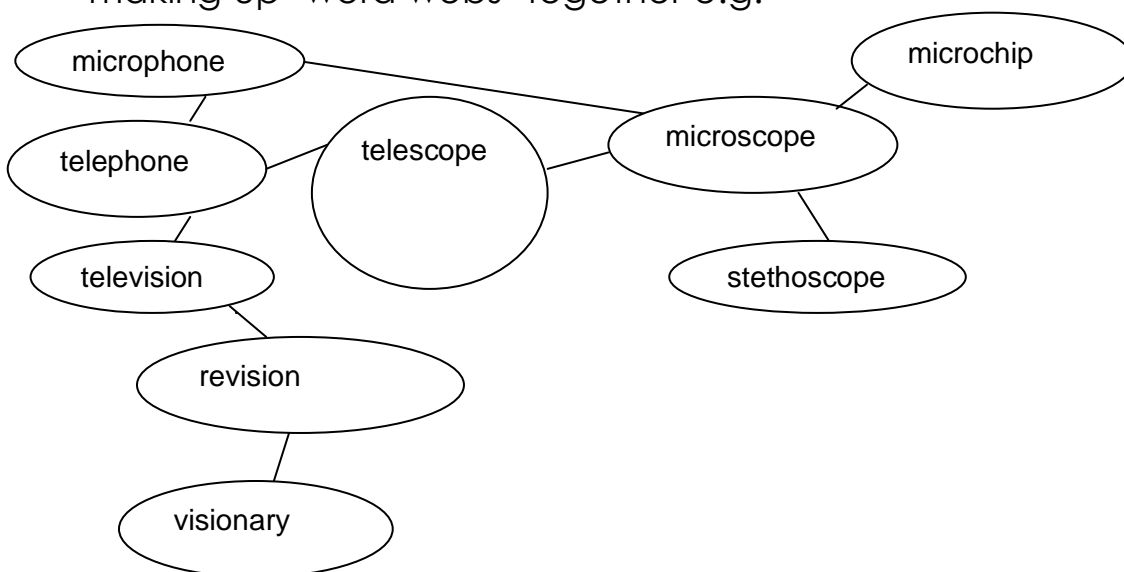 making up "word webs" together e.g.
microphone
microchip
telephone
telescope
microscope
television
stethoscope
revision
visionary